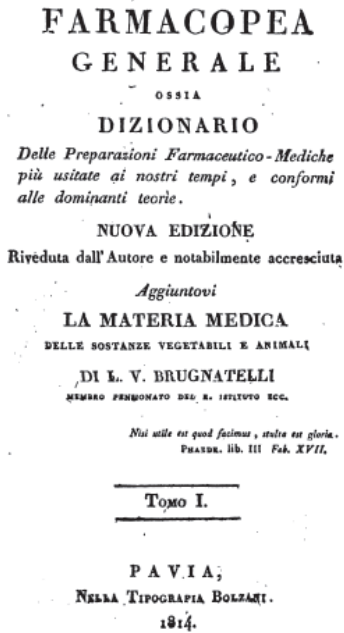 FARMACOPEA
GENERALE
OSSIA
DIZIONARIO
Delle Preparazioni Farmaceutico-Mediche
più usitate ai nostri tempi, e conformi
alle dominanti teorìe.
NUOVA EDIZIONE
Riveduta dall'Autore e notabilmente accresciuta
Aggiuntovi
LA MATERIA MEDICA
DELLE SOSTANZE VEGETABILI E ANIMALI
DI L. V. BRUGNATELLI
MEMBRO PENSIONATO DEL R. ISTITUTO ECC.
Nisi utile est quod facimus, stulta est gloria.
PHAEDR. lib. III Fab. XVII.
TOMO I.
PAVIA,
NELLA TIPOGRAFIA BOLZANI.
1814.